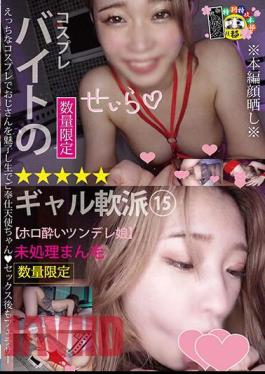 コスプレ
バイトの
数量限定
せいら♡
※本編顔晒し※
えっちなコスプレでおじさんを魅了し生でご奉仕天使ちゃん♥セックス後も
★★★★★
ギャル軟派⑮
【ホロ酔いツンデレ娘】
未処理まん毛
数量限定